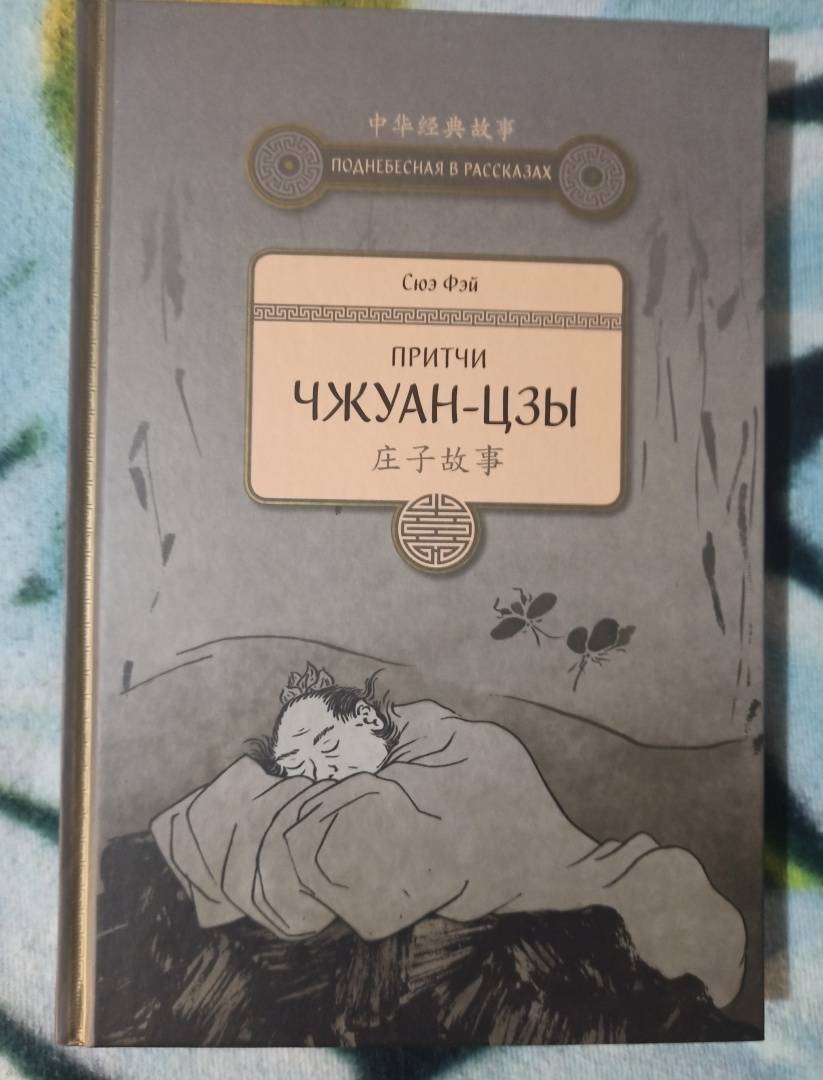 中华经典故事
ПОДНЕБЕСНАЯ В РАССКАЗАХ
Сюэ Фэй
ПРИТЧИ
ЧЖУАН-ЦЗЫ
庄子故事